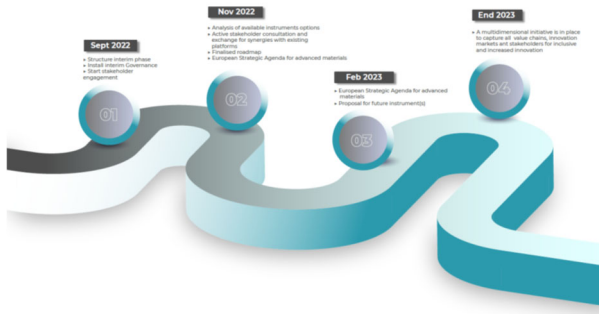 Sept 2022
▸ Structure interim phase
▸ Install interim Governance
▸ Start stakeholder
engagement
01
Nov 2022
▸ Analysis of available instruments options
▸ Active stakeholder consultation and
exchange for synergies with existing
platforms
▸ Finalised roadmap
▸ European Strategic Agenda for advanced materials
02
Feb 2023
▸ European Strategic Agenda for advanced
materials
▸ Proposal for future instrument(s)
03
End 2023
▸ A multidimensional initiative is in place
to capture all value chains, innovation
markets ant stakeholders for inclusive
and increased innovation
04